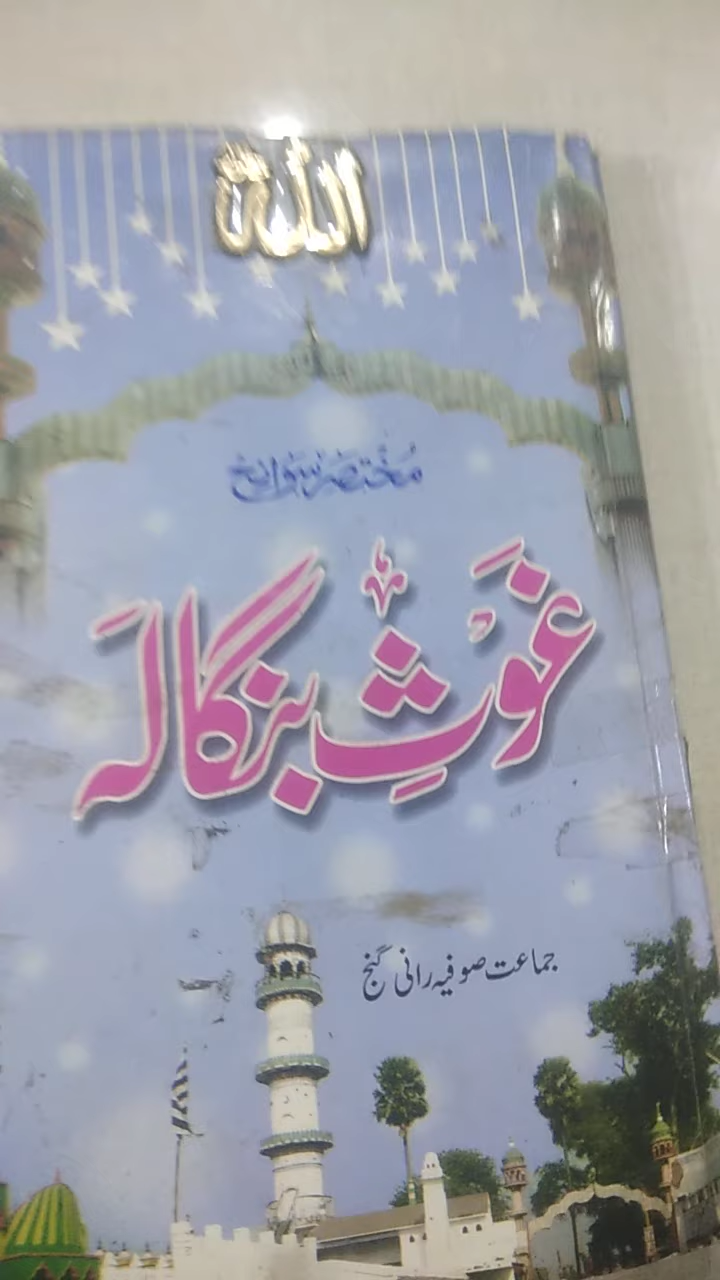 اللہ
مختصر سوانح
غوثِ بنگالہ
جماعت صوفیہ رانی گنج